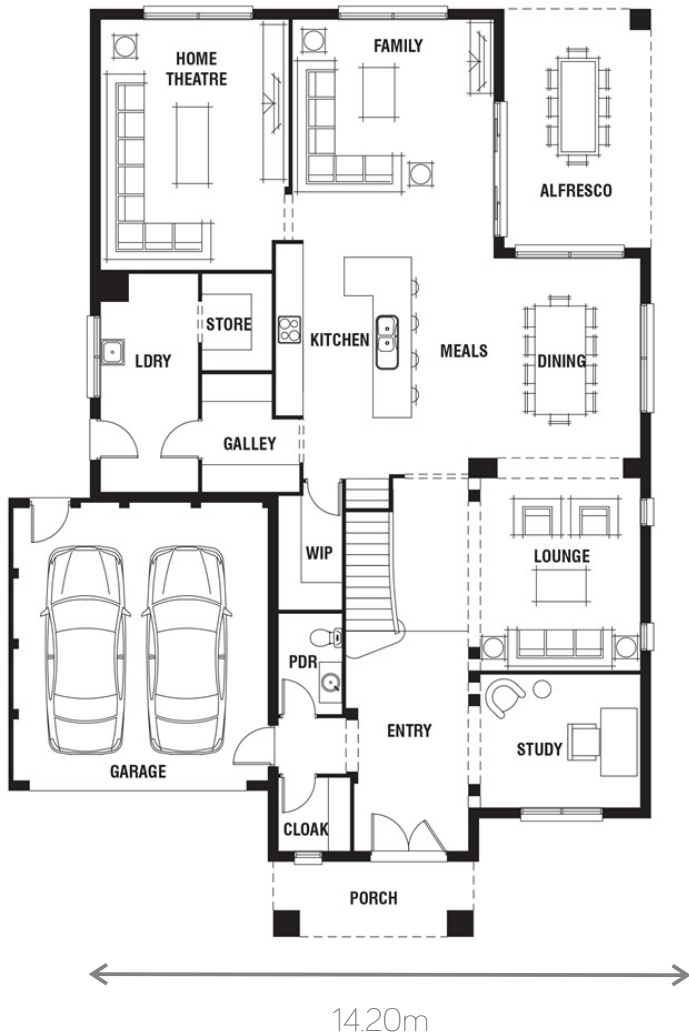 HOME
THEATRE
FAMILY
ALFRESCO
STORE
LDRY
KITCHEN
MEALS
DINING
GALLEY
WIP
LOUNGE
PDR
ENTRY
STUDY
GARAGE
CLOAK
PORCH
14.20m